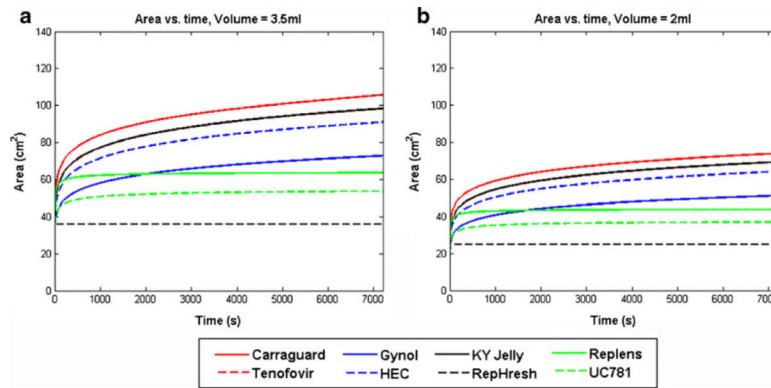 a
Area vs. time, Volume = 3.5ml
140
120
100
80
60
40
20
0
Area (cm²)
0 1000 2000 3000 4000 5000 6000 7000
Time (s)
b
Area vs. time, Volume = 2ml
140
120
100
80
60
40
20
0
Area (cm²)
0 1000 2000 3000 4000 5000 6000 7000
Time (s)
Carraguard Gynol KY Jelly Replens
Tenofovir HEC RepHresh UC781